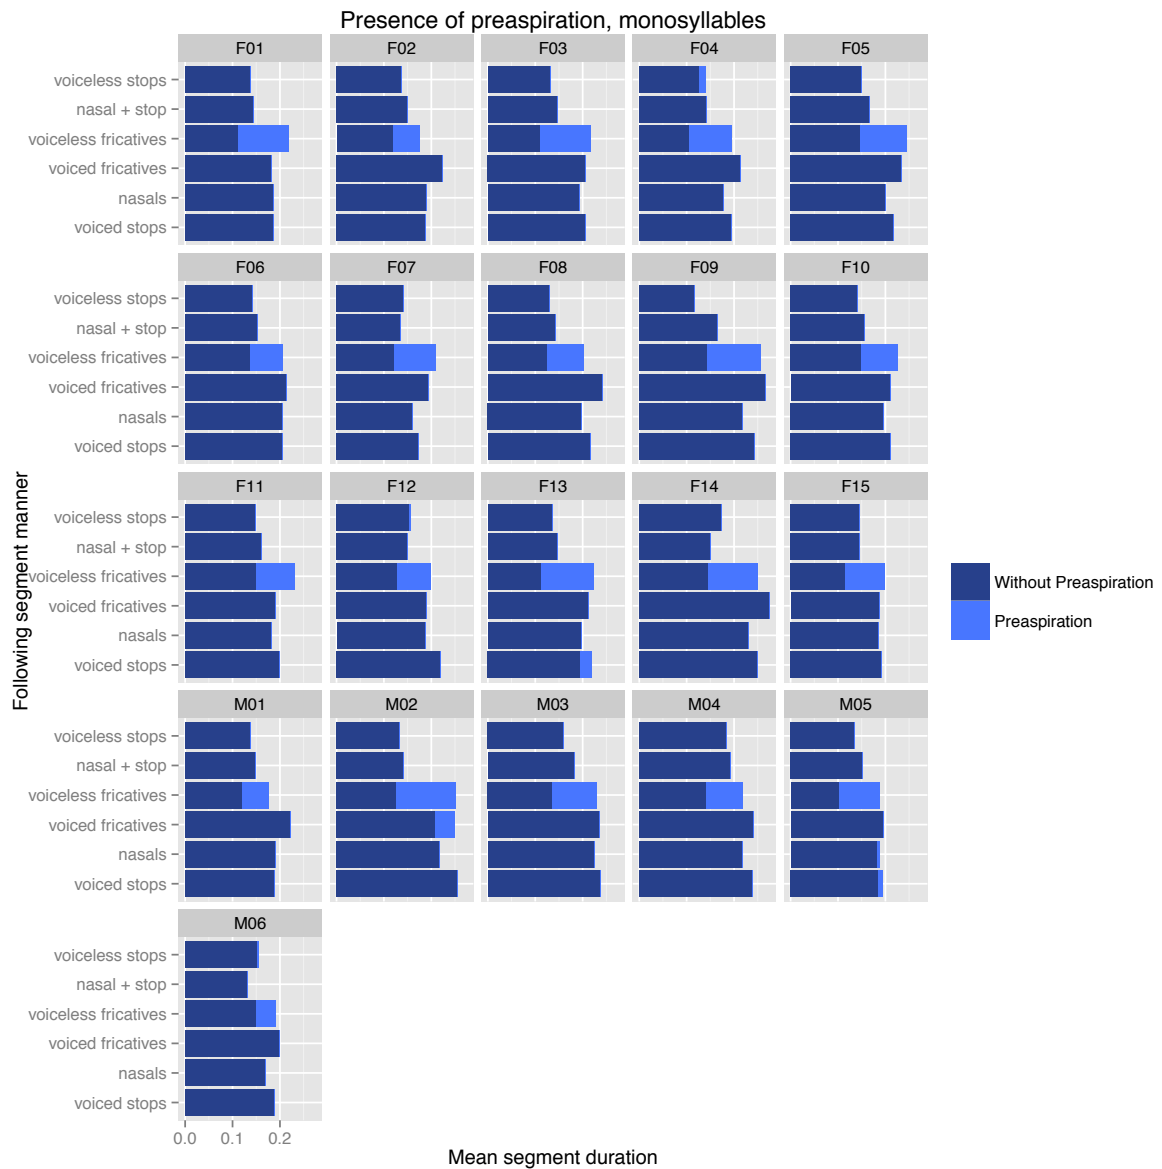 Presence of preaspiration, monosyllables
F01 F02 F03 F04 F05
voiceless stops
nasal + stop
voiceless fricatives
voiced fricatives
nasals
voiced stops
F06 F07 F08 F09 F10
voiceless stops
nasal + stop
voiceless fricatives
voiced fricatives
nasals
voiced stops
F11 F12 F13 F14 F15
voiceless stops
nasal + stop
voiceless fricatives
voiced fricatives
nasals
voiced stops
M01 M02 M03 M04 M05
voiceless stops
nasal + stop
voiceless fricatives
voiced fricatives
nasals
voiced stops
M06
voiceless stops
nasal + stop
voiceless fricatives
voiced fricatives
nasals
voiced stops
0.0 0.1 0.2
Mean segment duration
Following segment manner
Without Preaspiration
Preaspiration